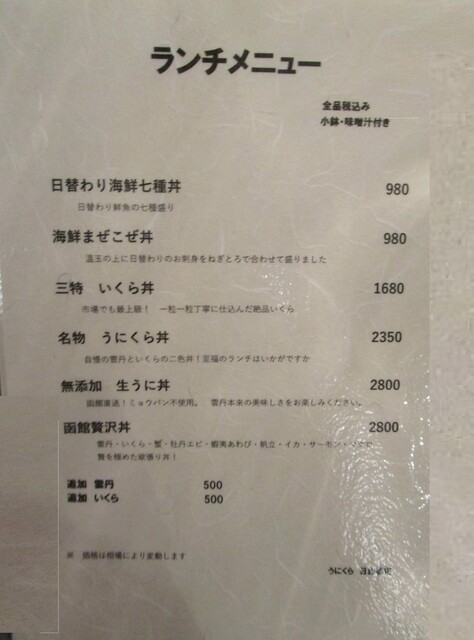 ランチメニュー
全品税込み
小鉢・味噌汁付き
日替わり海鮮七種丼 980
日替わり鮮魚の七種盛り
海鮮まぜこぜ丼 980
温玉の上に日替わりのお刺身をねぎとろで合わせて盛りました
三特 いくら丼 1680
市場でも最上級! 一粒一粒丁寧に仕込んだ絶品いくら
名物 うにくら丼 2350
自慢の雲丹といくらの二色丼!至福のランチはいかがですか
無添加 生うに丼 2800
函館直送!ミョウバン不使用。 雲丹本来の美味しさをお楽しみください。
函館贅沢丼 2800
雲丹・いくら・蟹・牡丹エビ・蝦夷あわび・帆立・イカ・サーモン・
贅を極めた欲張り丼!
追加 雲丹 500
追加 いくら 500
※ 価格は相場により変動します
うにくら